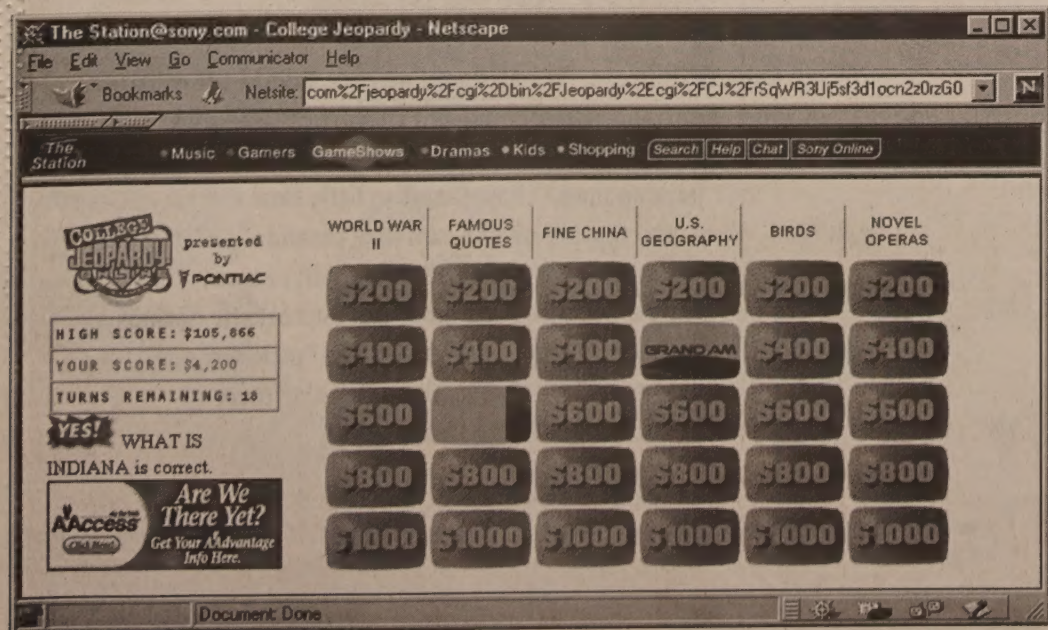 The Station@sony.com - College Jeopardy - Netscape
File Edit View Go Communicator Help
Bookmarks Netsite: com%2Fjeopardy%2Fcgi%2Dbin%2FJeopardy%2Ecgi%2FCJ%2FrSqWR3Uj5sf3d1ocn2z0rzG0
N
The Station
Music Gamers GameShows Dramas Kids Shopping Search Help Chat Sony Online
COLLEGE
JEOPARDY!
ONLINE
presented
by
PONTIAC
HIGH SCORE: $105,866
YOUR SCORE: $4,200
TURNS REMAINING: 18
YES! WHAT IS
INDIANA is correct.
AAccess
Click Here!
Are We
There Yet?
Get Your AAdvantage
Info Here.
WORLD WAR II FAMOUS QUOTES FINE CHINA U.S. GEOGRAPHY BIRDS NOVEL OPERAS
$200 $200 $200 $200 $200 $200
$400 $400 $400 GRAND AM $400 $400
$600 $600 $600 $600 $600
$800 $800 $800 $800 $800 $800
$1000 $1000 $1000 $1000 $1000 $1000
Document: Done